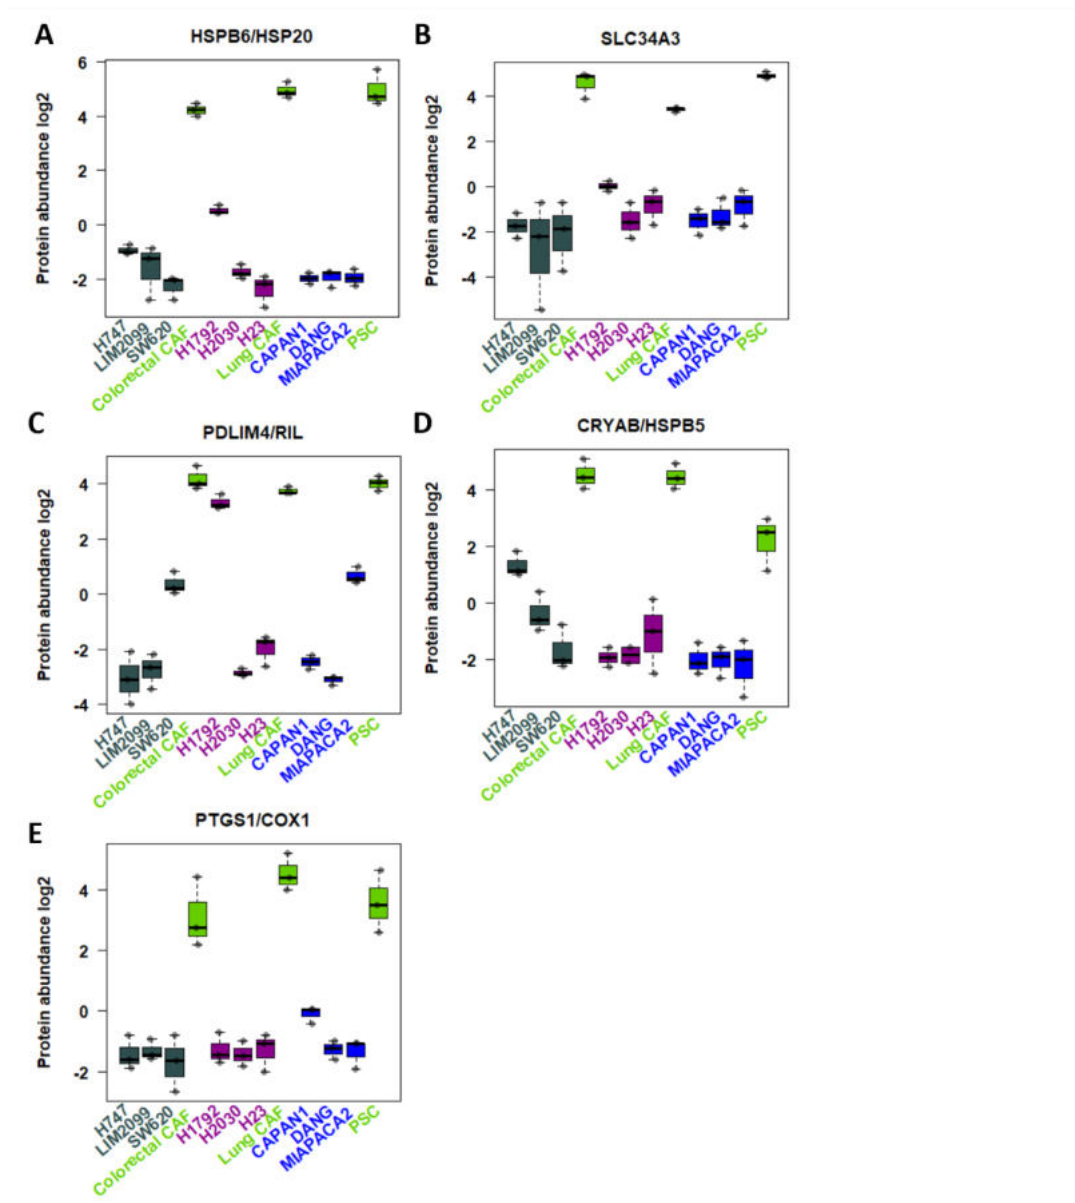 A
HSPB6/HSP20
Protein abundance log2
6
4
2
0
-2
H747
LIM2099
SW620
Colorectal CAF
H1792
H2030
H23
Lung CAF
CAPAN1
DANG
MIAPACA2
PSC
B
SLC34A3
Protein abundance log2
4
2
0
-2
-4
H747
LIM2099
SW620
Colorectal CAF
H1792
H2030
H23
Lung CAF
CAPAN1
DANG
MIAPACA2
PSC
C
PDLIM4/RIL
Protein abundance log2
4
2
0
-2
-4
H747
LIM2099
SW620
Colorectal CAF
H1792
H2030
H23
Lung CAF
CAPAN1
DANG
MIAPACA2
PSC
D
CRYAB/HSPB5
Protein abundance log2
4
2
0
-2
H747
LIM2099
SW620
Colorectal CAF
H1792
H2030
H23
Lung CAF
CAPAN1
DANG
MIAPACA2
PSC
E
PTGS1/COX1
Protein abundance log2
4
2
0
-2
H747
LIM2099
SW620
Colorectal CAF
H1792
H2030
H23
Lung CAF
CAPAN1
DANG
MIAPACA2
PSC